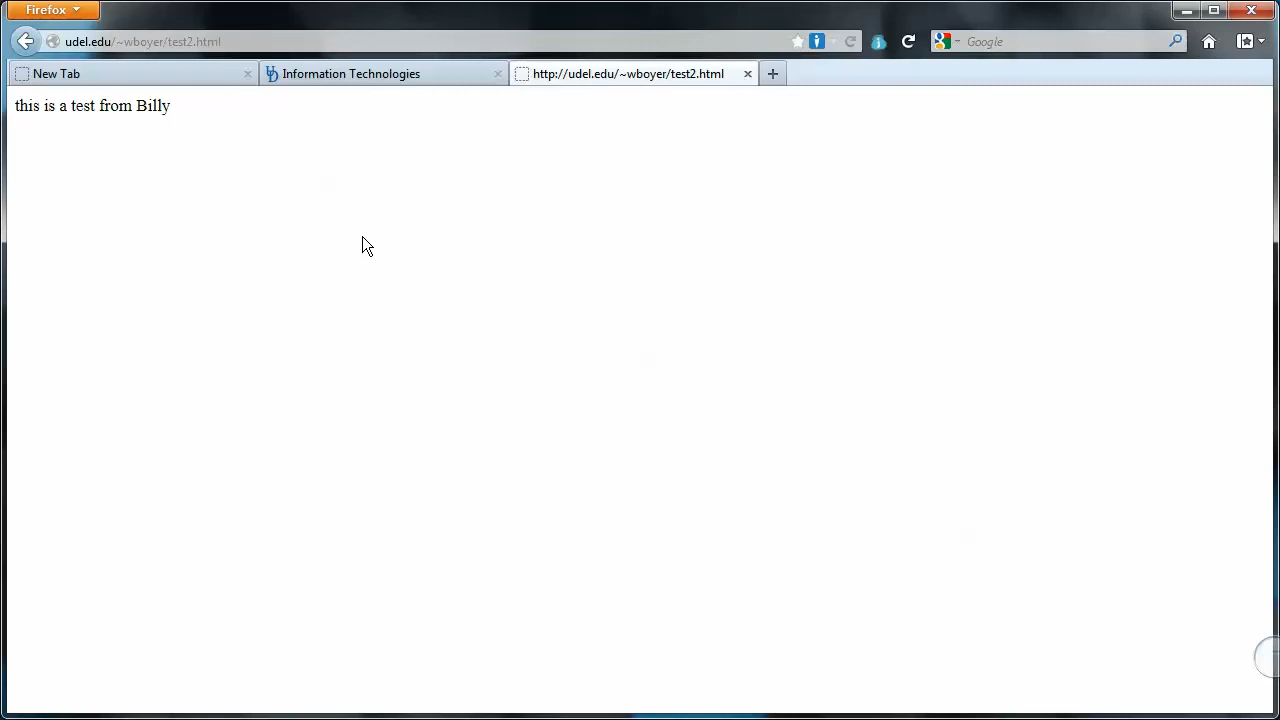 Firefox
udel.edu/~wboyer/test2.html
Google
New Tab
UD Information Technologies
http://udel.edu/~wboyer/test2.html
this is a test from Billy